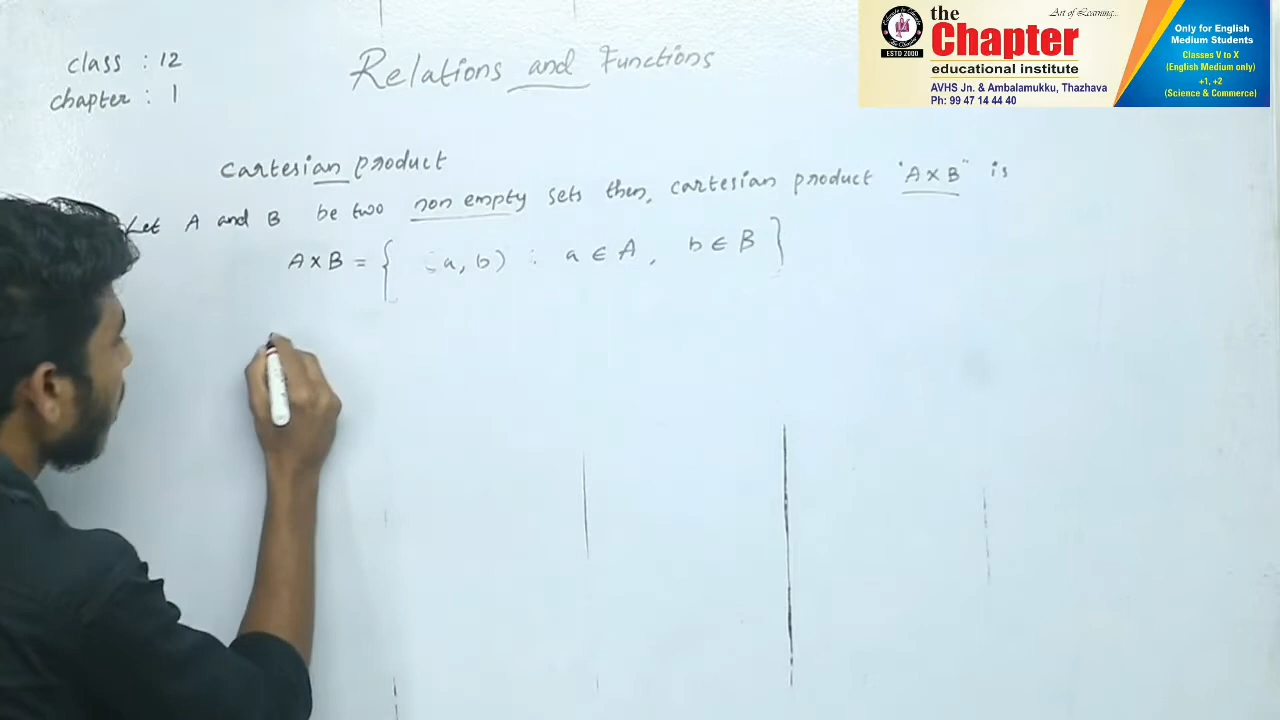 class : 12
chapter : 1
Relations and Functions
Cartesian product
Let A and B be two non empty sets then, cartesian product "A×B" is
A×B = { (a, b) : a ∈ A, b ∈ B }
the
Chapter
Art of Learning...
educational institute
ESTD 2000
AVHS Jn. & Ambalamukku, Thazhava
Ph: 99 47 14 44 40
Only for English
Medium Students
Classes V to X
(English Medium only)
+1, +2
(Science & Commerce)